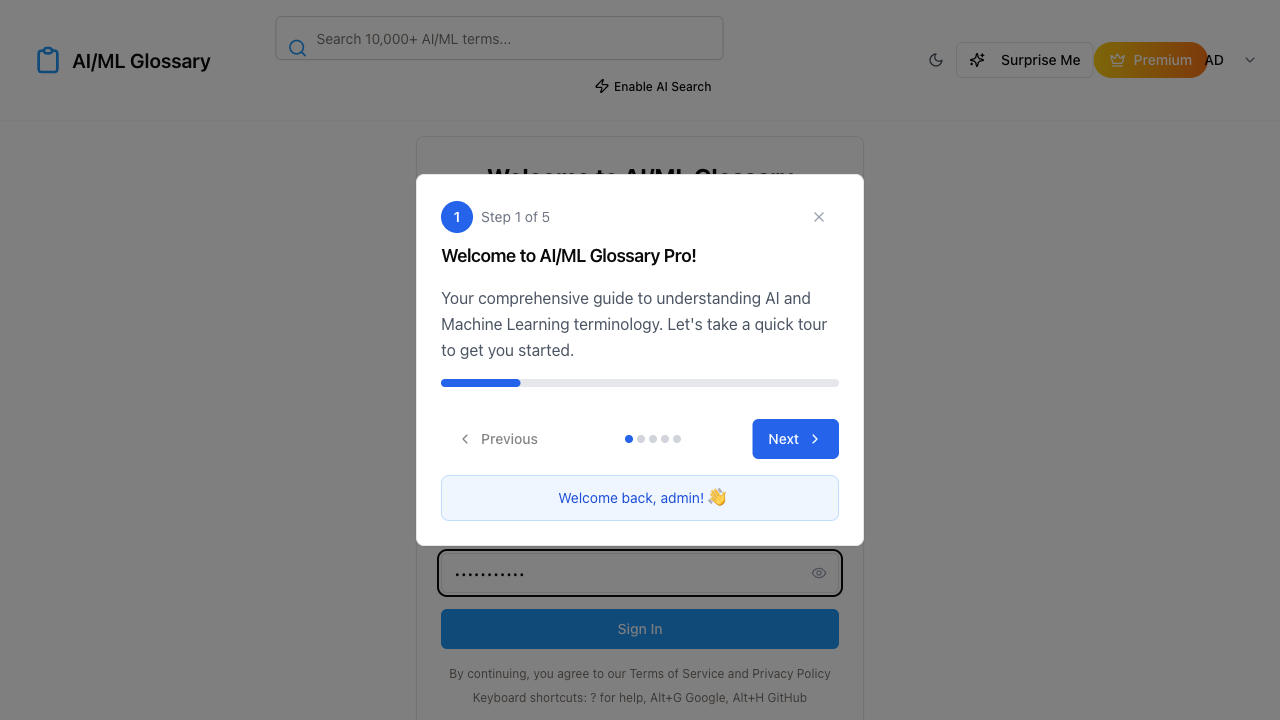 AI/ML Glossary
Search 10,000+ AI/ML terms...
Enable AI Search
Surprise Me
Premium
AD
Welcome to AI/ML Glossary
1
Step 1 of 5
Welcome to AI/ML Glossary Pro!
Your comprehensive guide to understanding AI and
Machine Learning terminology. Let's take a quick tour
to get you started.
Previous
Next
Welcome back, admin! 👋
•••••••••••
Sign In
By continuing, you agree to our Terms of Service and Privacy Policy
Keyboard shortcuts: ? for help, Alt+G Google, Alt+H GitHub